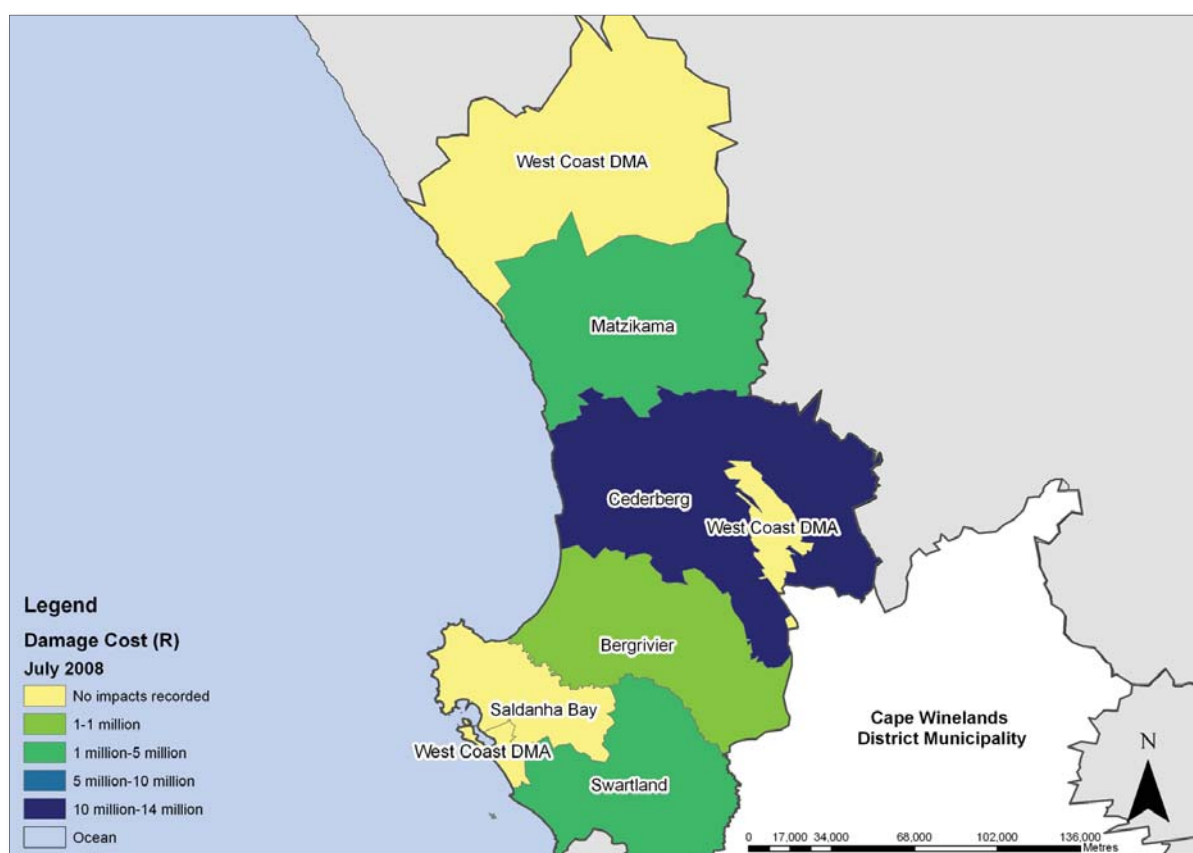 West Coast DMA
Matzikama
Cederberg
West Coast DMA
Bergrivier
Saldanha Bay
West Coast DMA
Swartland
Cape Winelands
District Municipality
Legend
Damage Cost (R)
July 2008
No impacts recorded
1-1 million
1 million-5 million
5 million-10 million
10 million-14 million
Ocean
N
0 17,000 34,000 68,000 102,000 136,000
Metres